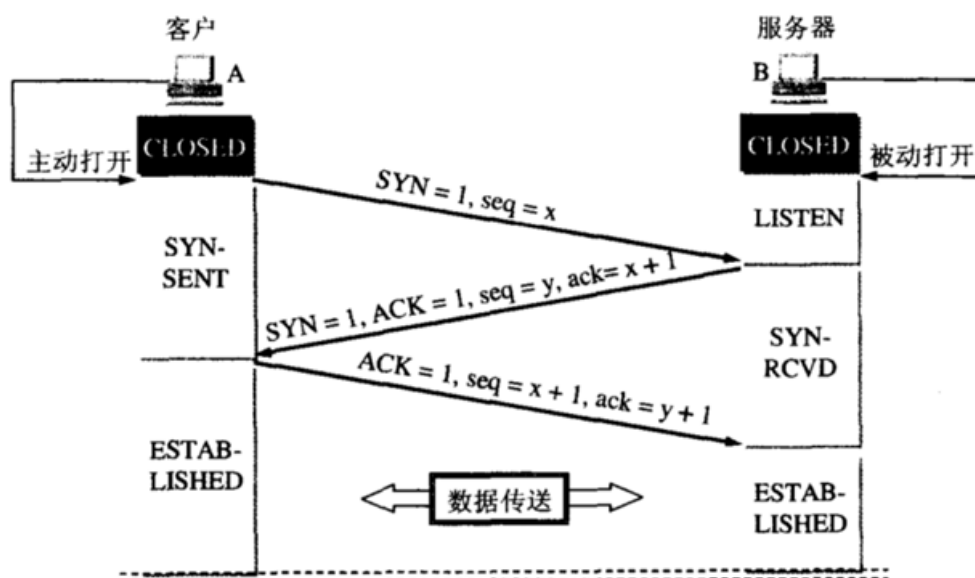 客户
服务器
A
B
CLOSED
CLOSED
主动打开
被动打开
SYN = 1, seq = x
LISTEN
SYN-
SENT
SYN = 1, ACK = 1, seq = y, ack= x + 1
SYN-
RCVD
ACK = 1, seq = x + 1, ack = y + 1
ESTAB-
LISHED
数据传送
ESTAB-
LISHED